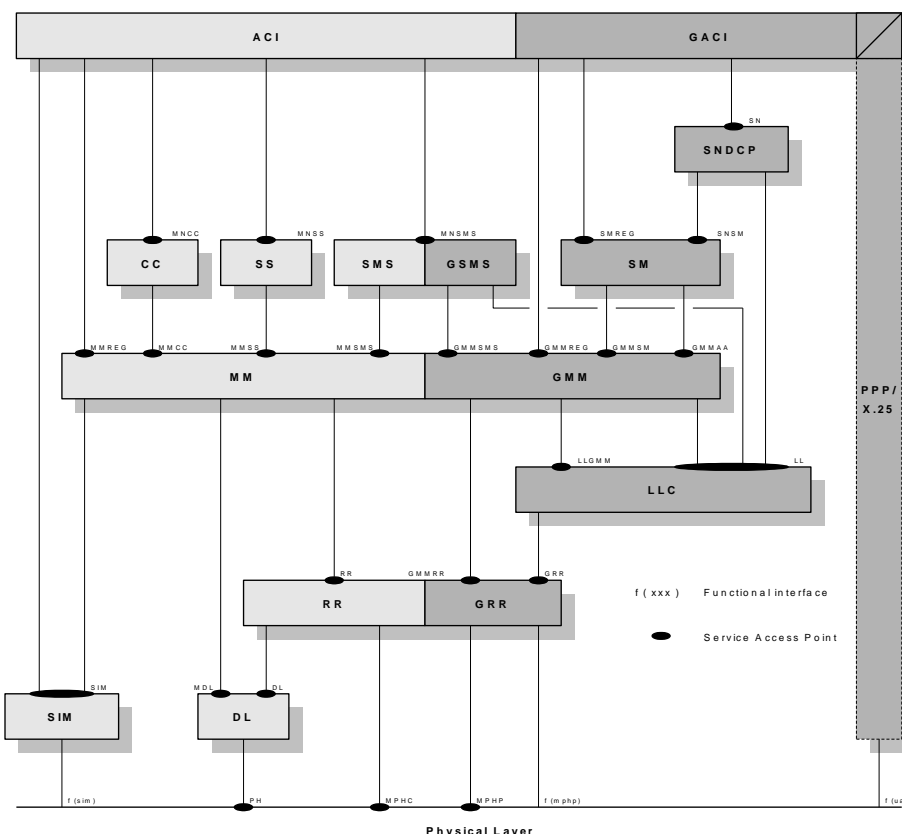 ACI GACI
SN
SNDCP
MNCC MNSS MNSMS SMREG SNSM
CC SS SMS GSMS SM
MMREG MMCC MMSS MMSMS GMMSMS GMMREG GMMSM GMMAA
MM GMM
PPP/
X.25
LLGMM LL
LLC
RR GMMRR GRR
RR GRR
f ( xxx ) Functional interface
Service Access Point
SIM MDL DL
SIM DL
f (sim) PH MPHC MPHP f (mphp)
Physical Layer